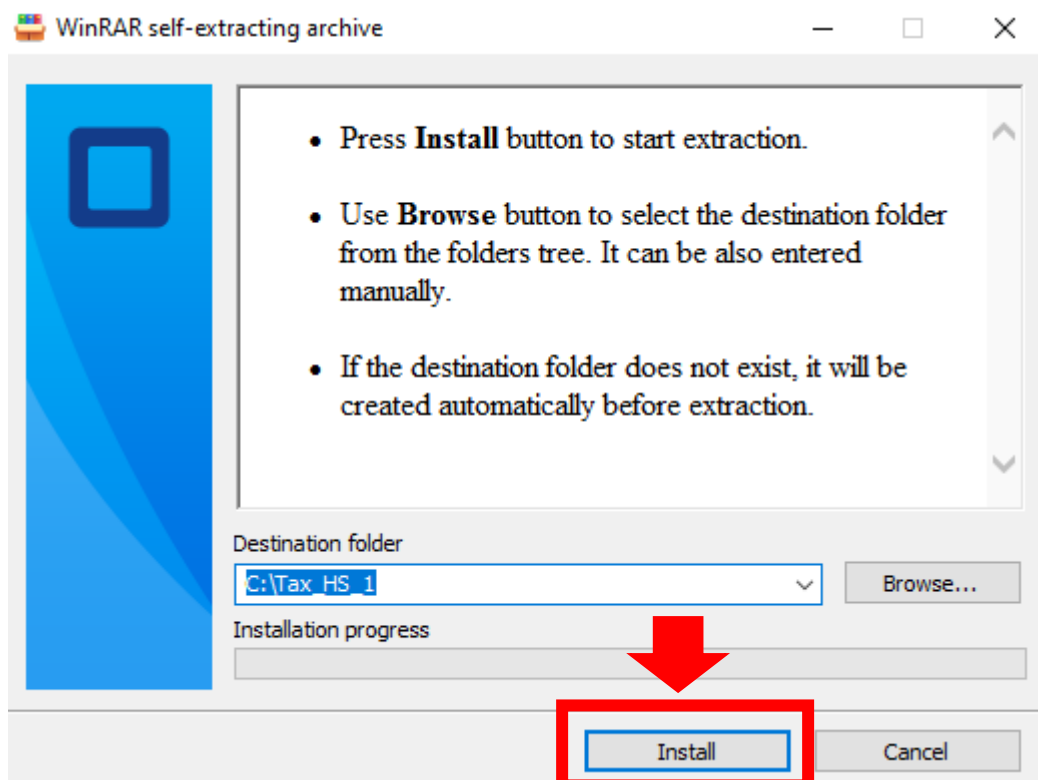 WinRAR self-extracting archive
• Press Install button to start extraction.
• Use Browse button to select the destination folder
from the folders tree. It can be also entered
manually.
• If the destination folder does not exist, it will be
created automatically before extraction.
Destination folder
C:\Tax_HS_1
Browse...
Installation progress
Install
Cancel